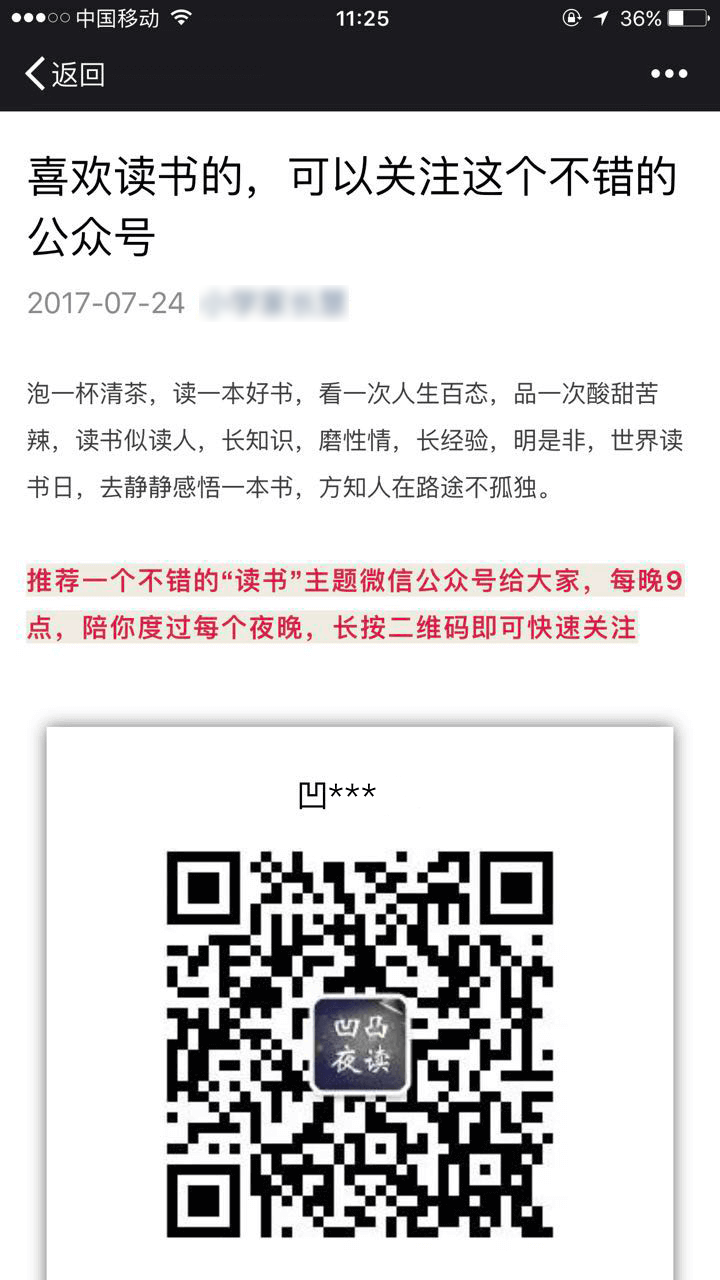 中国移动
11:25
36%
返回
喜欢读书的，可以关注这个不错的
公众号
2017-07-24
泡一杯清茶，读一本好书，看一次人生百态，品一次酸甜苦
辣，读书似读人，长知识，磨性情，长经验，明是非，世界读
书日，去静静感悟一本书，方知人在路途不孤独。
推荐一个不错的“读书”主题微信公众号给大家，每晚9
点，陪你度过每个夜晚，长按二维码即可快速关注
凹***
凹凸
夜读